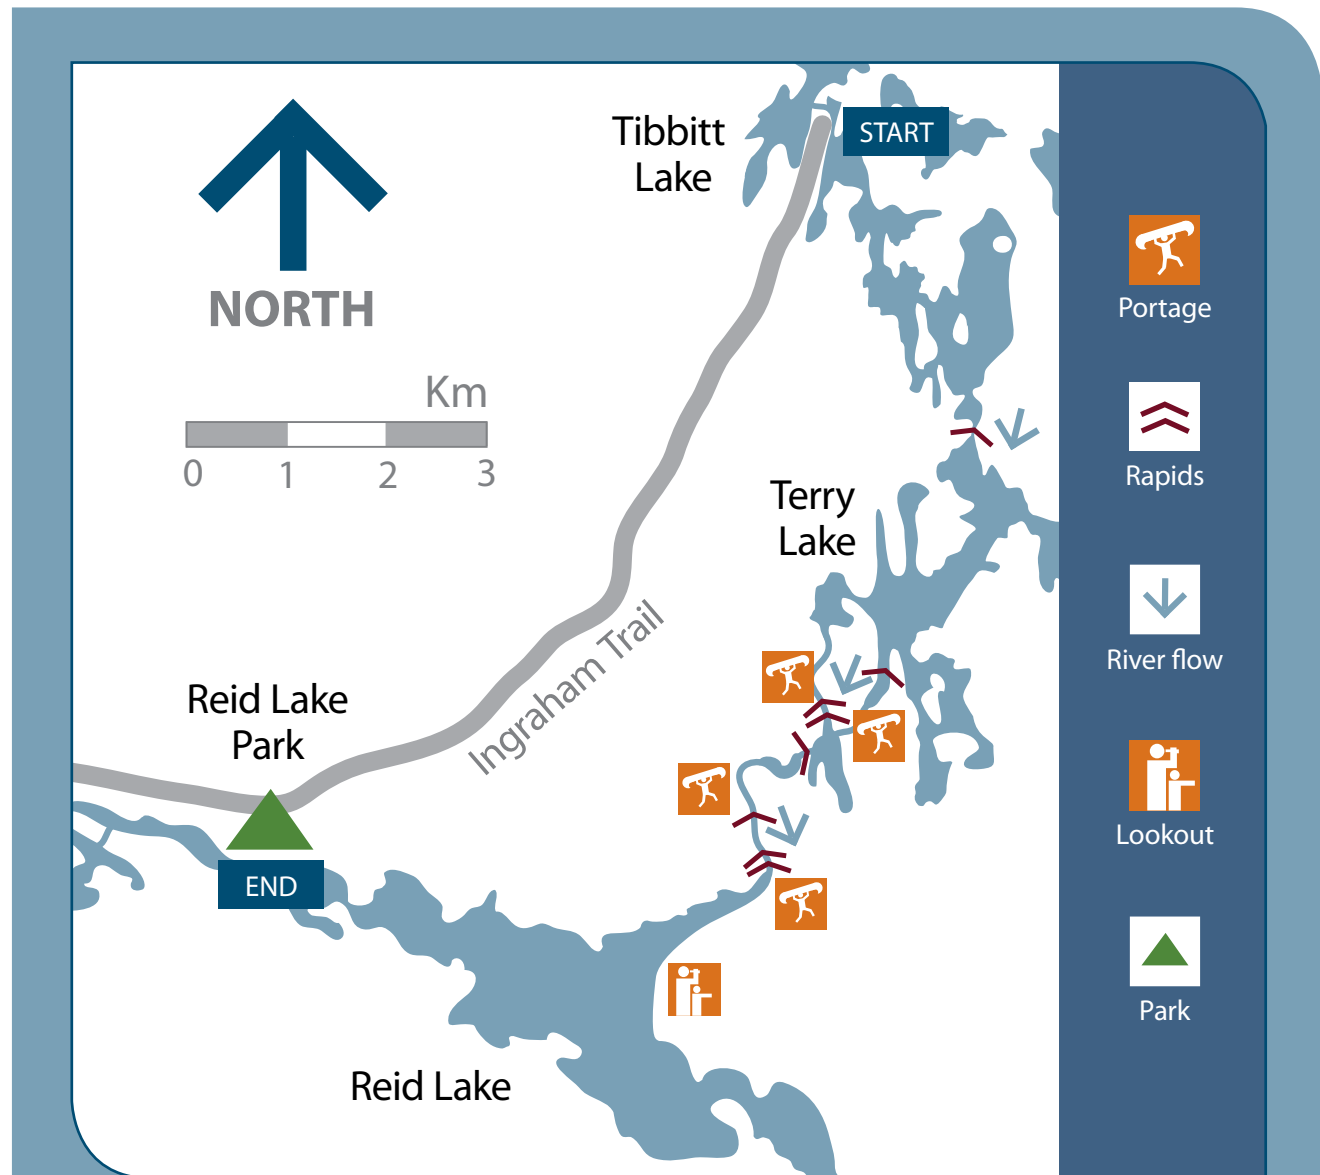 Tibbitt
Lake
START
NORTH
Km
0 1 2 3
Terry
Lake
Ingraham Trail
Reid Lake
Park
END
Reid Lake
Portage
Rapids
River flow
Lookout
Park